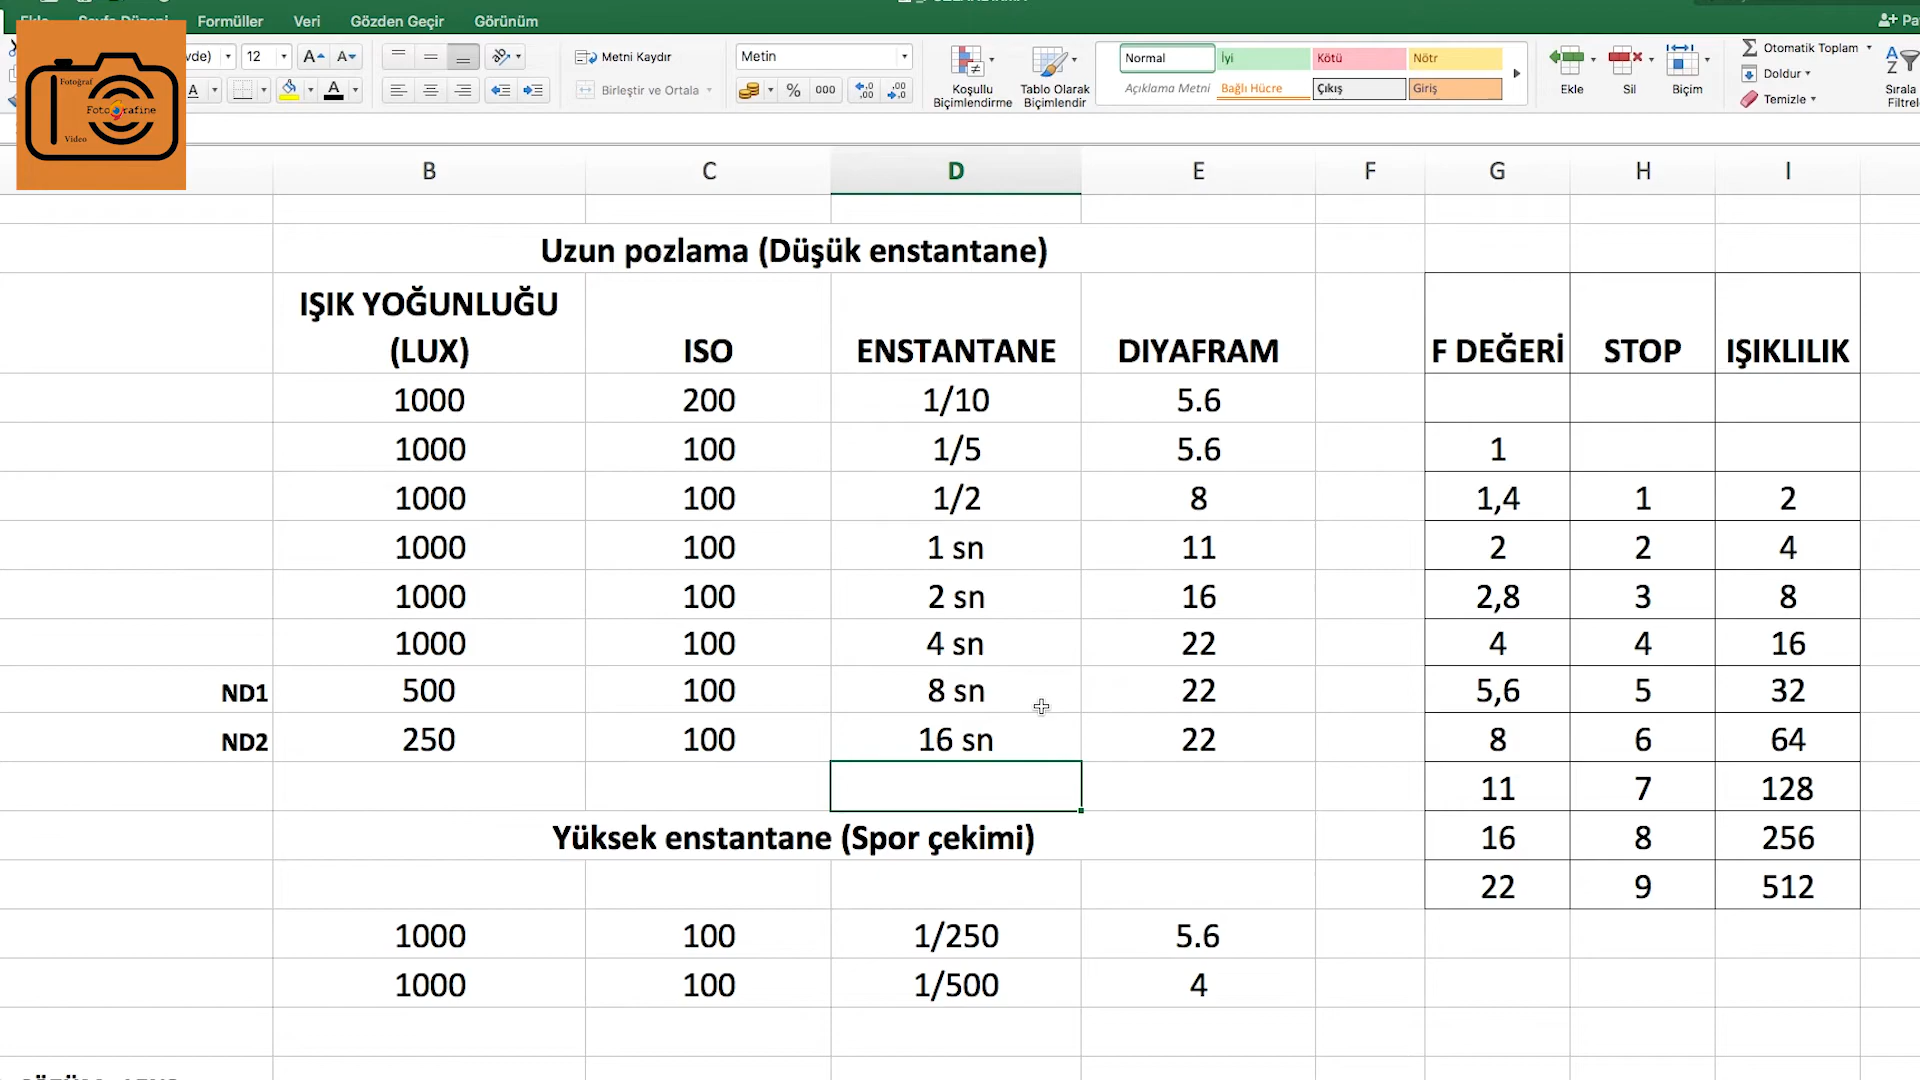 Formüller Veri Gözden Geçir Görünüm
12 Metni Kaydır Metin
Birleştir ve Ortala % 000
Koşullu Biçimlendirme
Tablo Olarak Biçimlendir
Normal İyi Kötü Nötr
Açıklama Metni Bağlı Hücre Çıkış Giriş
Ekle Sil Biçim
Otomatik Toplam
Doldur
Temizle
Sırala
Fotoğraf
Fotografine
Video
B C D E F G H I
Uzun pozlama (Düşük enstantane)
IŞIK YOĞUNLUĞU
(LUX) ISO ENSTANTANE DIYAFRAM F DEĞERİ STOP IŞIKLILIK
1000 200 1/10 5.6
1000 100 1/5 5.6 1
1000 100 1/2 8 1,4 1 2
1000 100 1 sn 11 2 2 4
1000 100 2 sn 16 2,8 3 8
1000 100 4 sn 22 4 4 16
ND1 500 100 8 sn 22 5,6 5 32
ND2 250 100 16 sn 22 8 6 64
11 7 128
Yüksek enstantane (Spor çekimi) 16 8 256
22 9 512
1000 100 1/250 5.6
1000 100 1/500 4